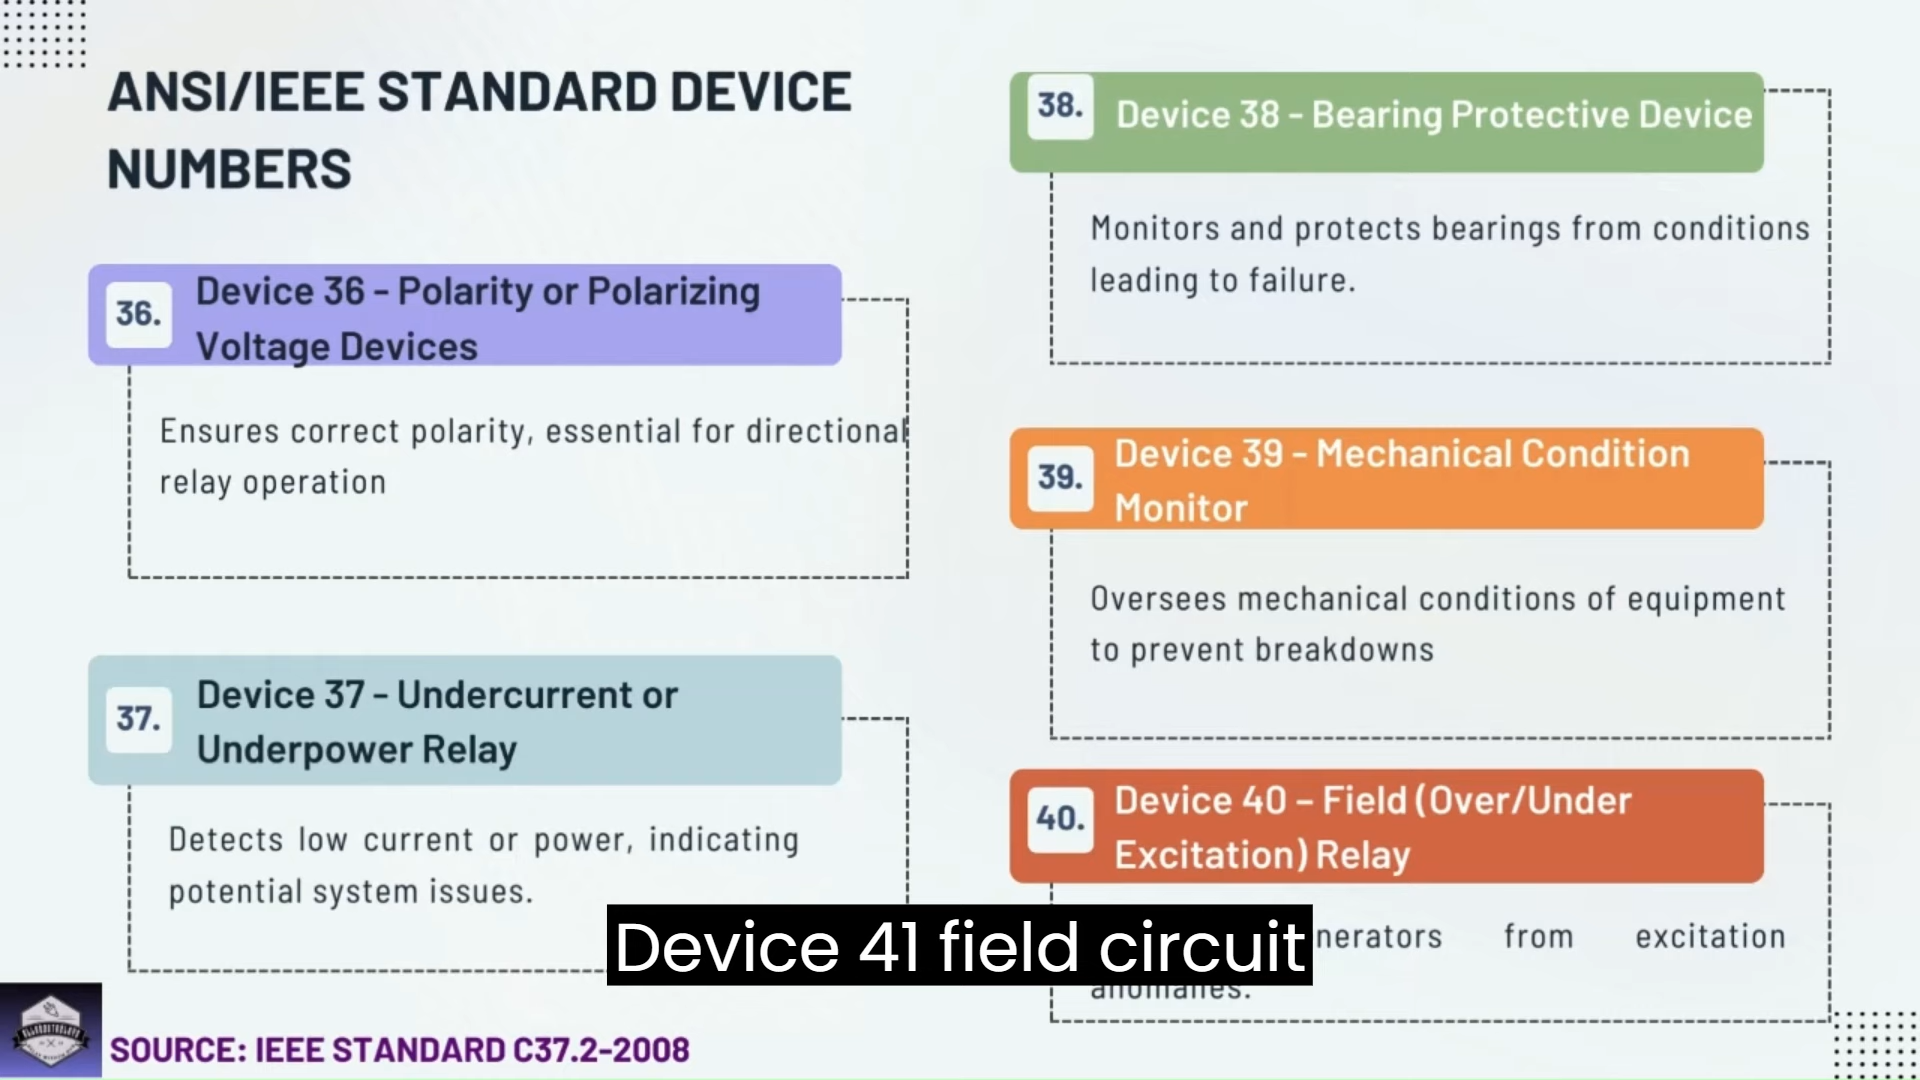 ANSI/IEEE STANDARD DEVICE
NUMBERS
36.
Device 36 - Polarity or Polarizing
Voltage Devices
Ensures correct polarity, essential for directional
relay operation
37.
Device 37 - Undercurrent or
Underpower Relay
Detects low current or power, indicating
potential system issues.
38.
Device 38 - Bearing Protective Device
Monitors and protects bearings from conditions
leading to failure.
39.
Device 39 - Mechanical Condition
Monitor
Oversees mechanical conditions of equipment
to prevent breakdowns
40.
Device 40 – Field (Over/Under
Excitation) Relay
nerators from excitation
anomalies.
Device 41 field circuit
SOURCE: IEEE STANDARD C37.2-2008